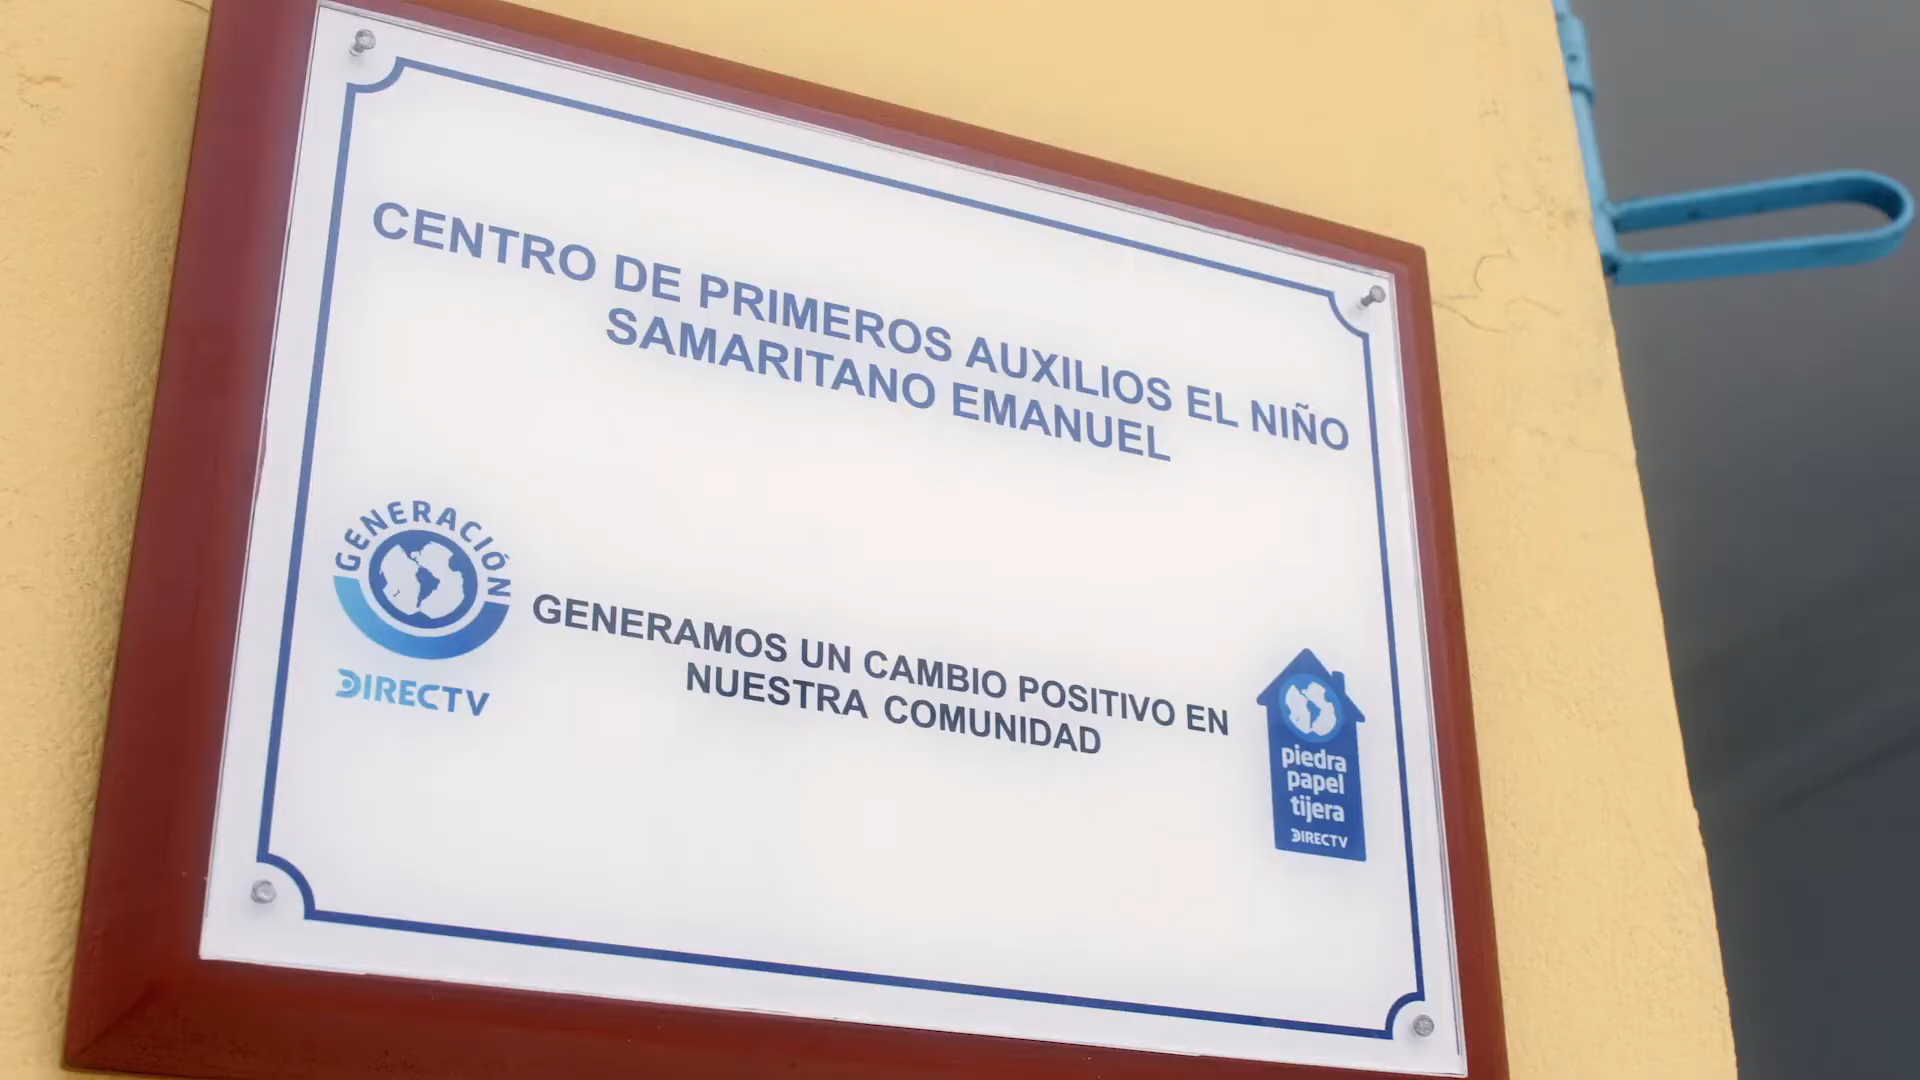 CENTRO DE PRIMEROS AUXILIOS EL NIÑO
SAMARITANO EMANUEL
GENERACIÓN
DIRECTV
GENERAMOS UN CAMBIO POSITIVO EN
NUESTRA COMUNIDAD
piedra
papel
tijera
DIRECTV